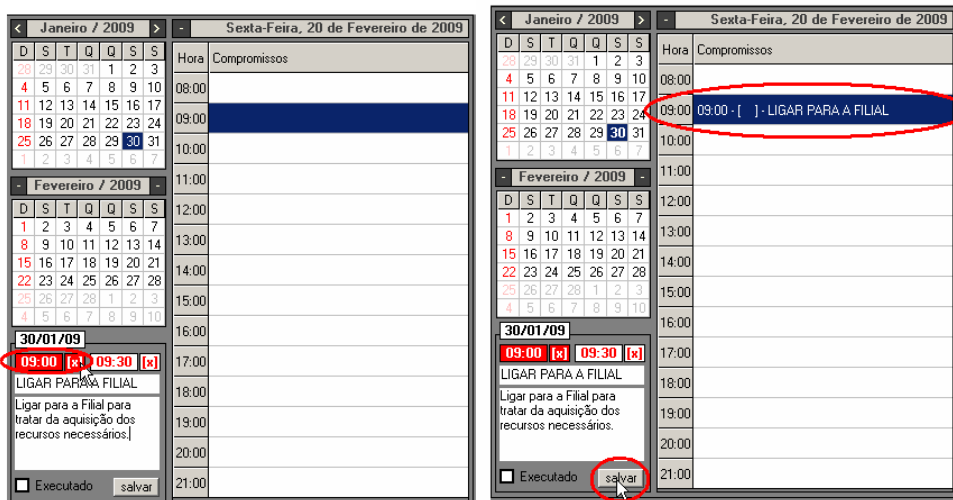 < Janeiro / 2009 >
D S T Q Q S S
28 29 30 31 1 2 3
4 5 6 7 8 9 10
11 12 13 14 15 16 17
18 19 20 21 22 23 24
25 26 27 28 29 30 31
1 2 3 4 5 6 7
- Fevereiro / 2009 -
D S T Q Q S S
1 2 3 4 5 6 7
8 9 10 11 12 13 14
15 16 17 18 19 20 21
22 23 24 25 26 27 28
25 26 27 28 1 2 3
4 5 6 7 8 9 10
30/01/09
09:00 [x] 09:30 [x]
LIGAR PARA A FILIAL
Ligar para a Filial para
tratar da aquisição dos
recursos necessários.
Executado salvar
- Sexta-Feira, 20 de Fevereiro de 2009
Hora Compromissos
08:00
09:00
10:00
11:00
12:00
13:00
14:00
15:00
16:00
17:00
18:00
19:00
20:00
21:00
< Janeiro / 2009 >
D S T Q Q S S
28 29 30 31 1 2 3
4 5 6 7 8 9 10
11 12 13 14 15 16 17
18 19 20 21 22 23 24
25 26 27 28 29 30 31
1 2 3 4 5 6 7
- Fevereiro / 2009 -
D S T Q Q S S
1 2 3 4 5 6 7
8 9 10 11 12 13 14
15 16 17 18 19 20 21
22 23 24 25 26 27 28
25 26 27 28 1 2 3
4 5 6 7 8 9 10
30/01/09
09:00 [x] 09:30 [x]
LIGAR PARA A FILIAL
Ligar para a Filial para
tratar da aquisição dos
recursos necessários.
Executado salvar
- Sexta-Feira, 20 de Fevereiro de 2009
Hora Compromissos
08:00
09:00 09:00 - [ ] - LIGAR PARA A FILIAL
10:00
11:00
12:00
13:00
14:00
15:00
16:00
17:00
18:00
19:00
20:00
21:00